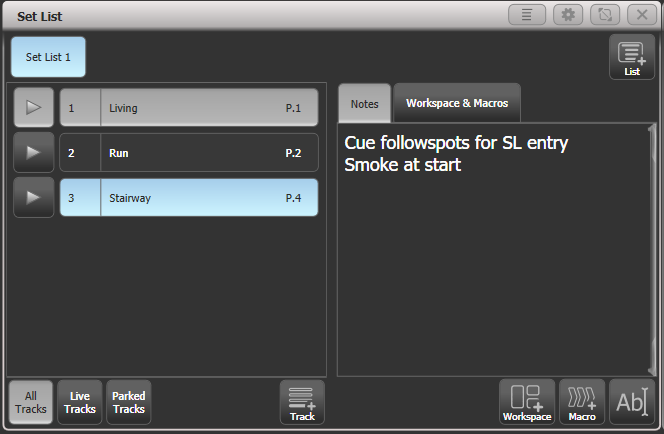 Set List
Set List 1
List
1 Living P.1
2 Run P.2
3 Stairway P.4
Notes
Workspace & Macros
Cue followspots for SL entry
Smoke at start
All
Tracks
Live
Tracks
Parked
Tracks
Track
Workspace
Macro
Ab